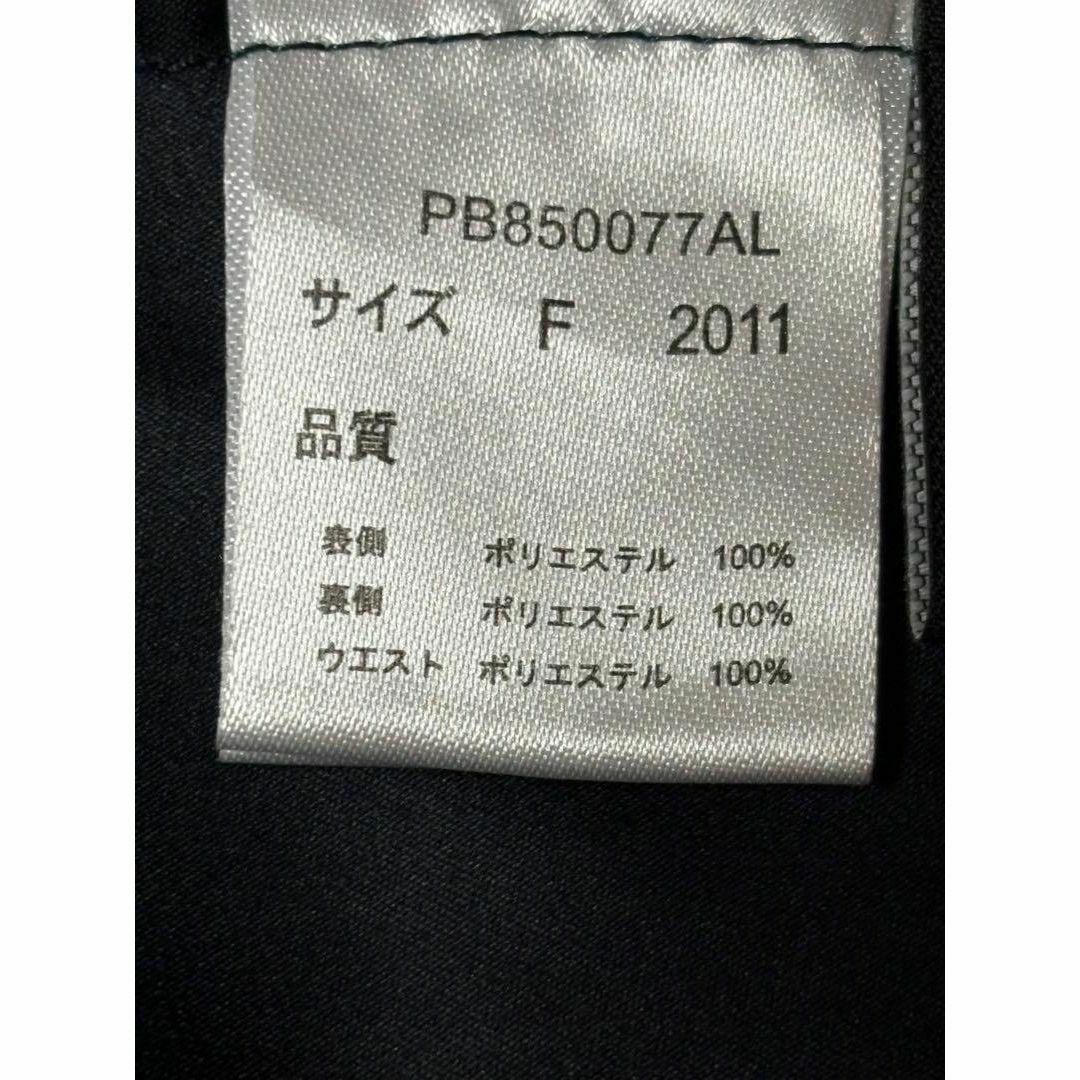 PB850077AL
サイズ F 2011
品質
表側 ポリエステル 100%
裏側 ポリエステル 100%
ウエスト ポリエステル 100%